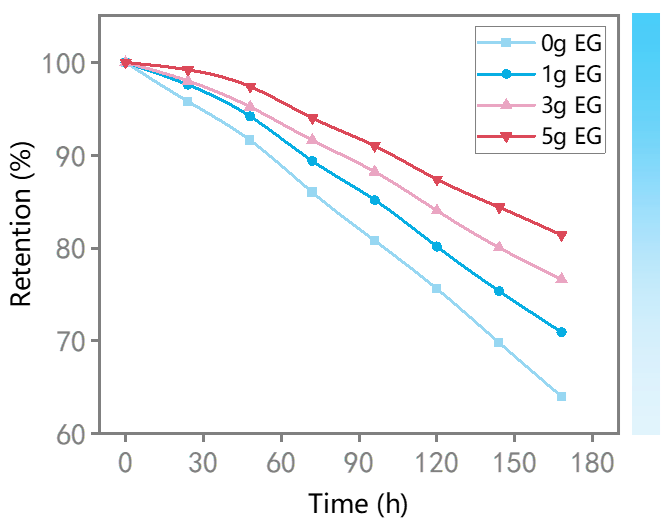 0g EG
1g EG
3g EG
5g EG
100
90
80
70
60
Retention (%)
0 30 60 90 120 150 180
Time (h)